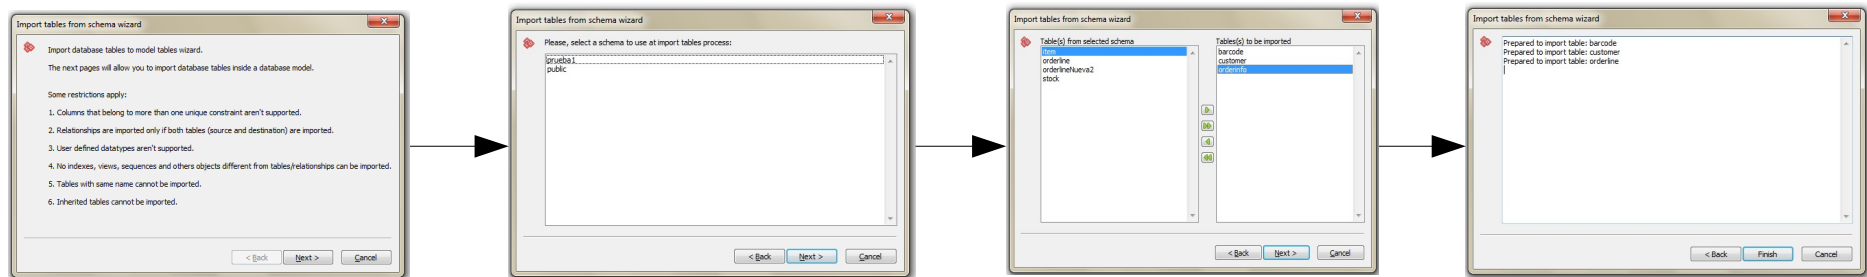 Import tables from schema wizard
Import database tables to model tables wizard.
The next pages will allow you to import database tables inside a database model.
Some restrictions apply:
1. Columns that belong to more than one unique constraint aren't supported.
2. Relationships are imported only if both tables (source and destination) are imported.
3. User defined datatypes aren't supported.
4. No indexes, views, sequences and others objects different from tables/relationships can be imported.
5. Tables with same name cannot be imported.
6. Inherited tables cannot be imported.
< Back
Next >
Cancel
Import tables from schema wizard
Please, select a schema to use at import tables process:
prueba1
public
< Back
Next >
Cancel
Import tables from schema wizard
Table(s) from selected schema
item
orderline
orderlineNueva2
stock
Tables(s) to be imported
barcode
customer
orderinfo
< Back
Next >
Cancel
Import tables from schema wizard
Prepared to import table: barcode
Prepared to import table: customer
Prepared to import table: orderline
< Back
Finish
Cancel